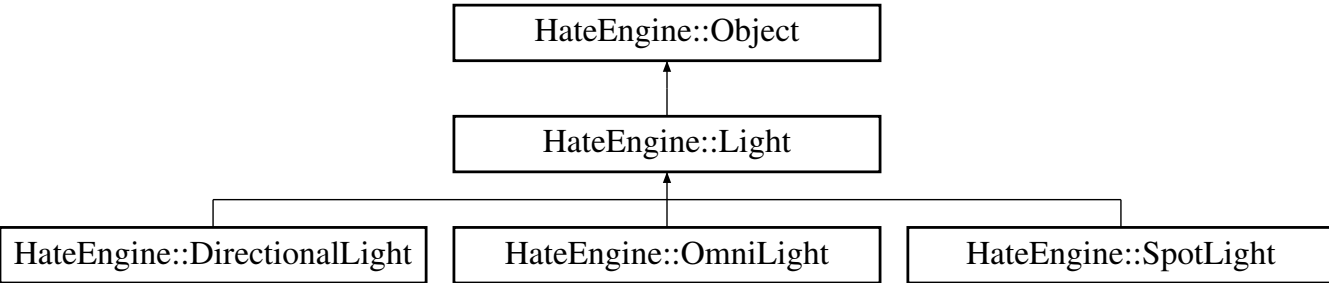 HateEngine::Object
HateEngine::Light
HateEngine::DirectionalLight
HateEngine::OmniLight
HateEngine::SpotLight